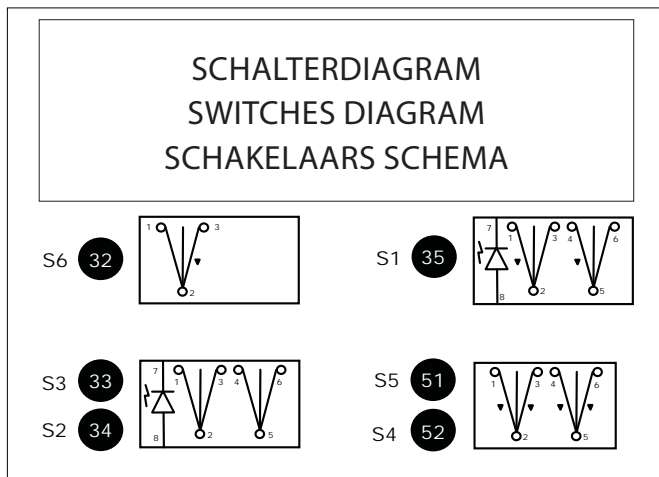 SCHALTERDIAGRAM
SWITCHES DIAGRAM
SCHAKELAARS SCHEMA
S6 32
1 3
2
S1 35
7 1 3 4 6
8 2 5
S3 33
S2 34
7 1 3 4 6
8 2 5
S5 51
S4 52
1 3 4 6
2 5